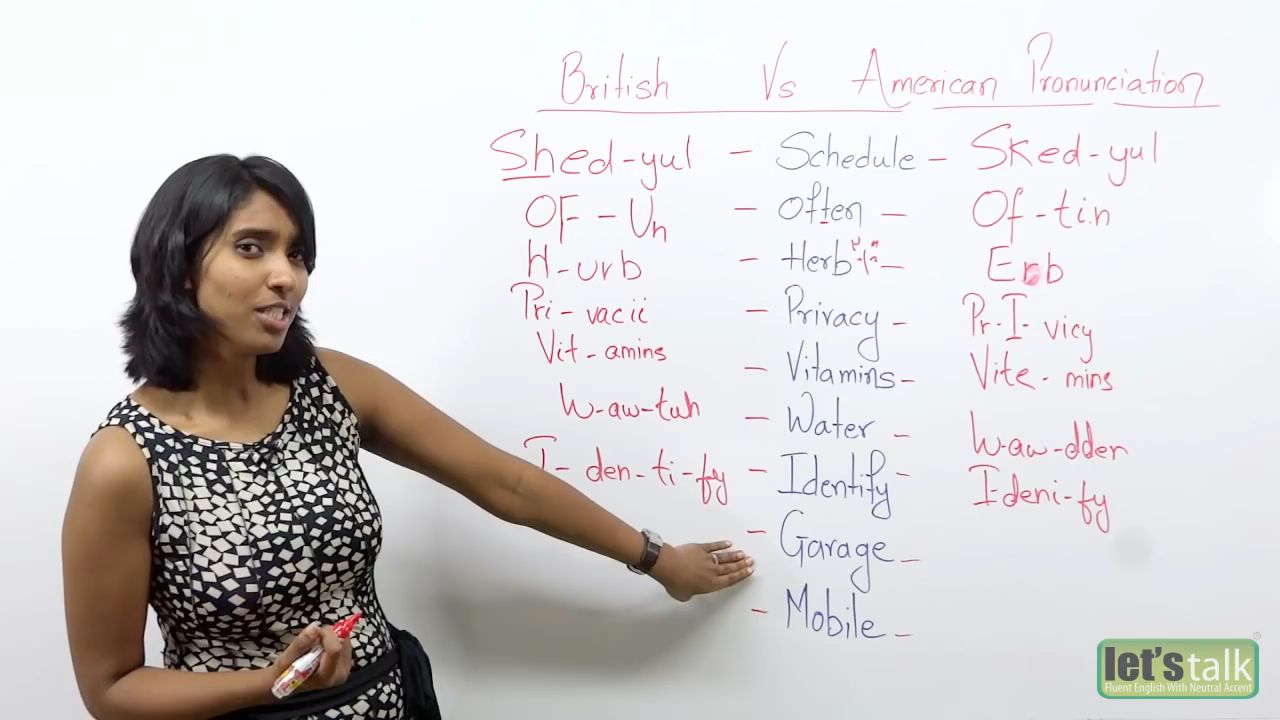 British Vs American Pronunciation
Shed-yul - Schedule - Sked-yul
OF - Uh - Often - Of-tin
H-urb - Herb - Erb
Pri - vacii - Privacy - Pr-I-vicy
Vit-amins - Vitamins - Vite-mins
W-aw-tuh - Water - W-aw-dder
I-den-ti-fy - Identify - I-deni-fy
- Garage -
- Mobile -
let's talk
Fluent English With Neutral Accent